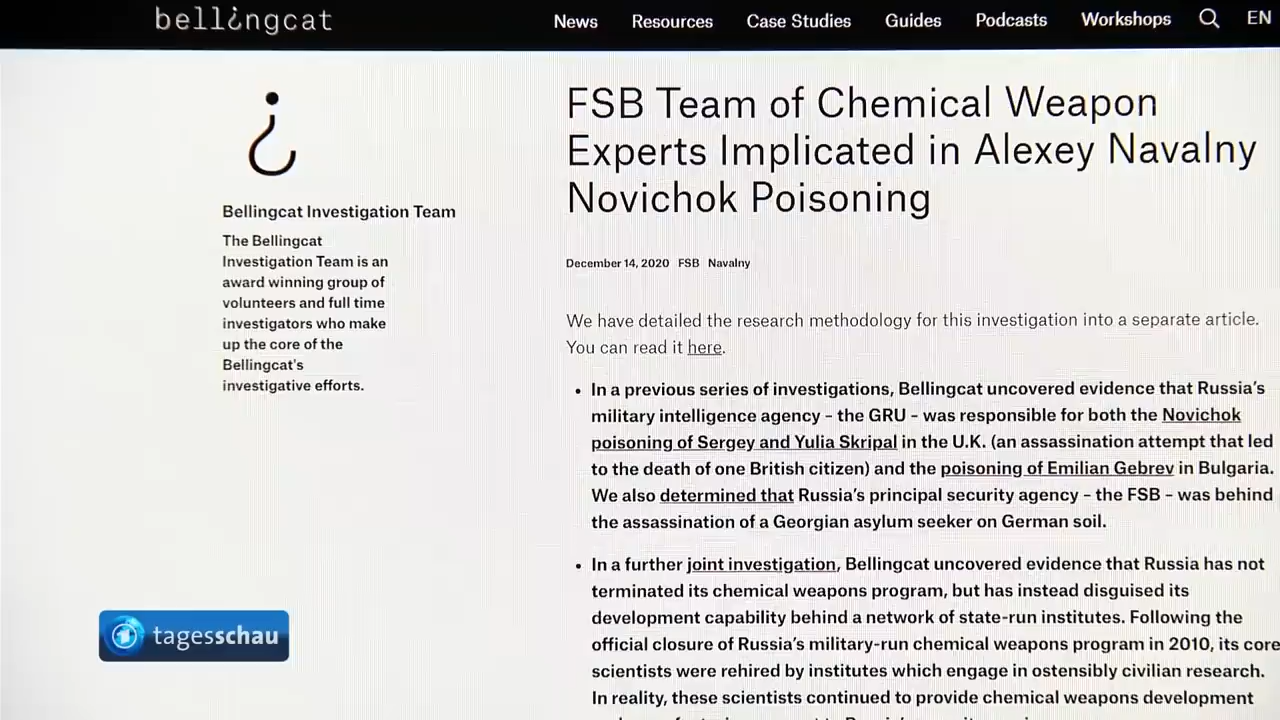 bellingcat
News Resources Case Studies Guides Podcasts Workshops EN
Bellingcat Investigation Team
The Bellingcat
Investigation Team is an
award winning group of
volunteers and full time
investigators who make
up the core of the
Bellingcat's
investigative efforts.
FSB Team of Chemical Weapon
Experts Implicated in Alexey Navalny
Novichok Poisoning
December 14, 2020 FSB Navalny
We have detailed the research methodology for this investigation into a separate article.
You can read it here.
• In a previous series of investigations, Bellingcat uncovered evidence that Russia's
military intelligence agency – the GRU – was responsible for both the Novichok
poisoning of Sergey and Yulia Skripal in the U.K. (an assassination attempt that led
to the death of one British citizen) and the poisoning of Emilian Gebrev in Bulgaria.
We also determined that Russia's principal security agency – the FSB – was behind
the assassination of a Georgian asylum seeker on German soil.
• In a further joint investigation, Bellingcat uncovered evidence that Russia has not
terminated its chemical weapons program, but has instead disguised its
development capability behind a network of state-run institutes. Following the
official closure of Russia's military-run chemical weapons program in 2010, its core
scientists were rehired by institutes which engage in ostensibly civilian research.
In reality, these scientists continued to provide chemical weapons development
tagesschau